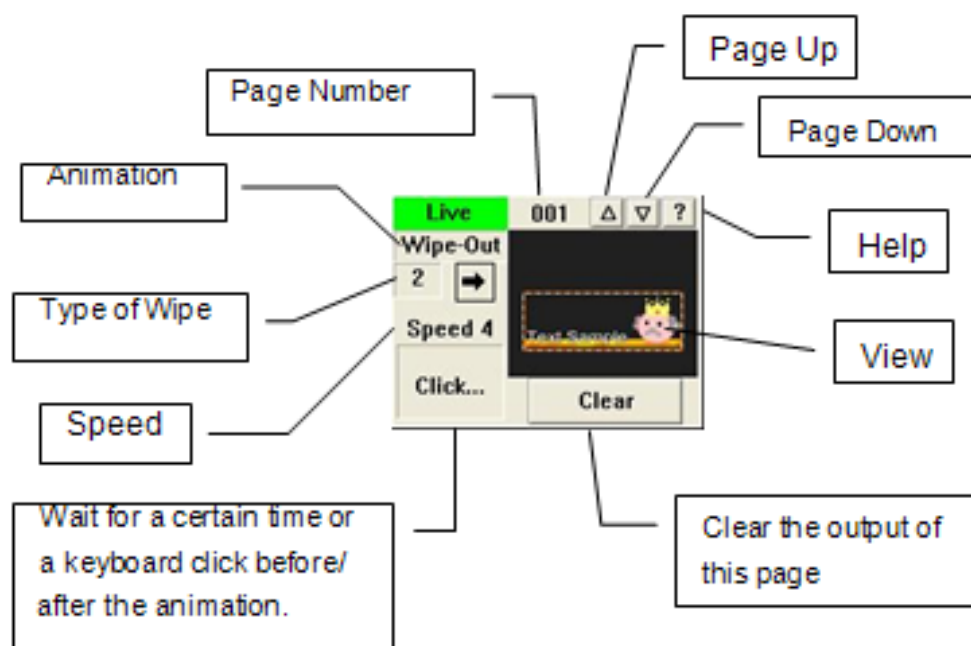 Page Up
Page Number
Page Down
Animation
Live 001 ?
Wipe-Out
Help
2
Type of Wipe
Text Sample
Speed 4
View
Click...
Clear
Speed
Wait for a certain time or
a keyboard click before/
after the animation.
Clear the output of
this page